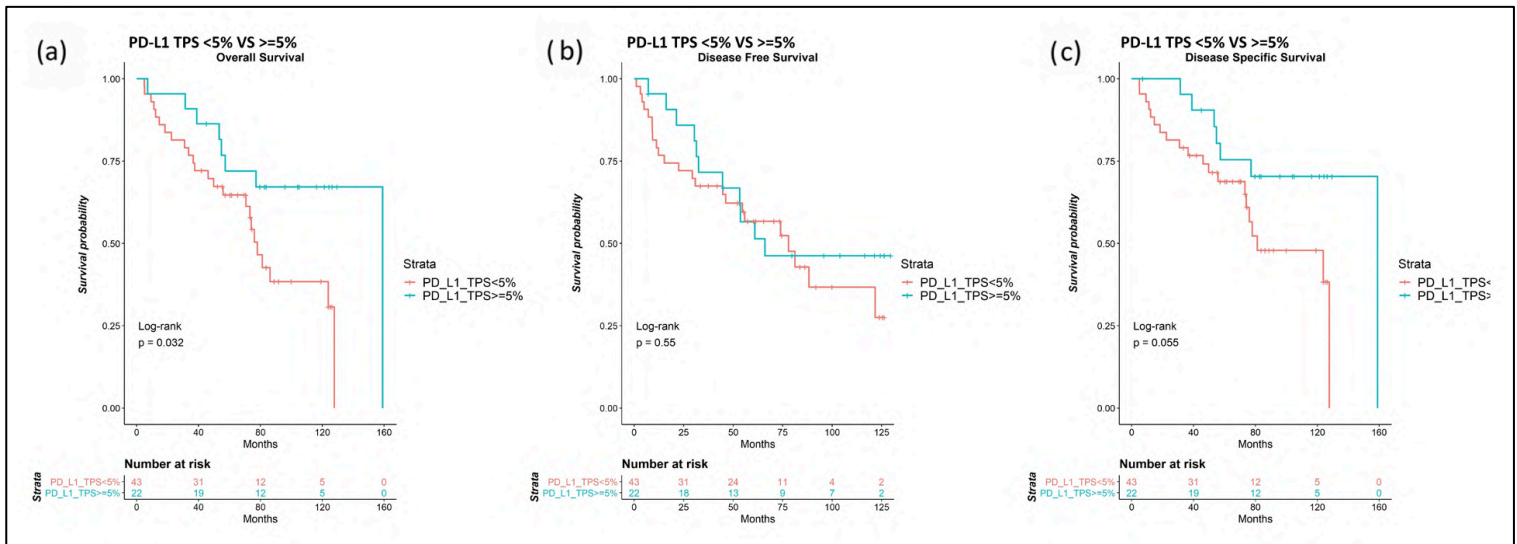 (a)
PD-L1 TPS <5% VS >=5%
Overall Survival
Survival probability
1.00
0.75
0.50
0.25
0.00
0 40 80 120 160
Months
Log-rank
p = 0.032
Strata
PD_L1_TPS<5%
PD_L1_TPS>=5%
Number at risk
Strata
PD_L1_TPS<5% 43 31 12 5 0
PD_L1_TPS>=5% 22 19 12 5 0
0 40 80 120 160
Months
(b)
PD-L1 TPS <5% VS >=5%
Disease Free Survival
Survival probability
1.00
0.75
0.50
0.25
0.00
0 25 50 75 100 125
Months
Log-rank
p = 0.55
Strata
PD_L1_TPS<5%
PD_L1_TPS>=5%
Number at risk
Strata
PD_L1_TPS<5% 43 31 24 11 4 2
PD_L1_TPS>=5% 22 18 13 9 7 2
0 25 50 75 100 125
Months
(c)
PD-L1 TPS <5% VS >=5%
Disease Specific Survival
Survival probability
1.00
0.75
0.50
0.25
0.00
0 40 80 120 160
Months
Log-rank
p = 0.055
Strata
PD_L1_TPS<
PD_L1_TPS>
Number at risk
Strata
PD_L1_TPS<5% 43 31 12 5 0
PD_L1_TPS>=5% 22 19 12 5 0
0 40 80 120 160
Months